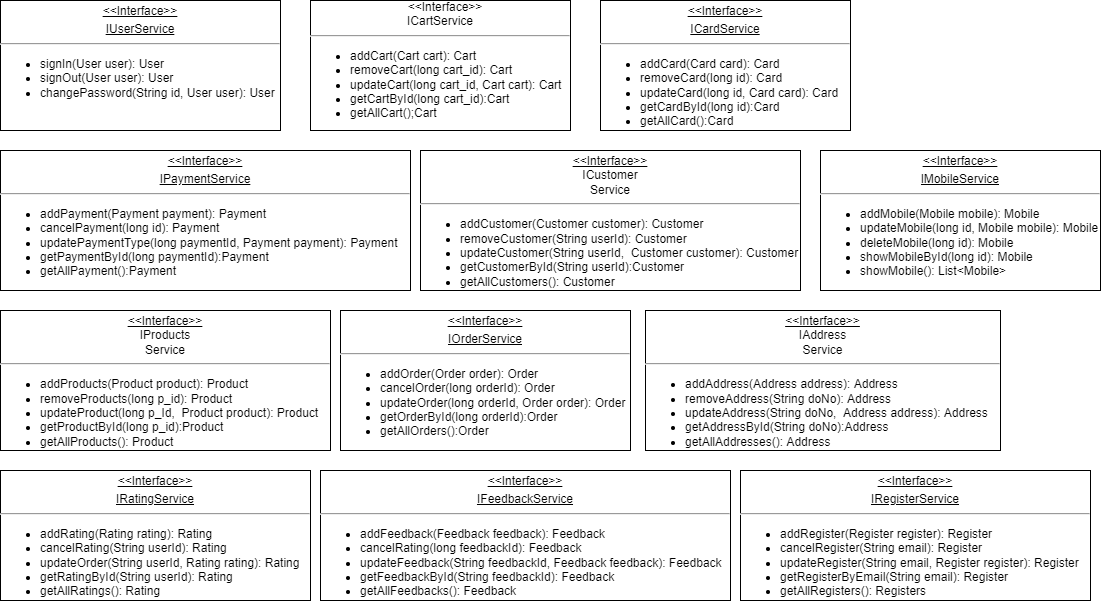 <<Interface>>
IUserService
signIn(User user): User
signOut(User user): User
changePassword(String id, User user): User
<<Interface>>
ICartService
addCart(Cart cart): Cart
removeCart(long cart_id): Cart
updateCart(long cart_id, Cart cart): Cart
getCartById(long cart_id):Cart
getAllCart();Cart
<<Interface>>
ICardService
addCard(Card card): Card
removeCard(long id): Card
updateCard(long id, Card card): Card
getCardById(long id):Card
getAllCard():Card
<<Interface>>
IPaymentService
addPayment(Payment payment): Payment
cancelPayment(long id): Payment
updatePaymentType(long paymentId, Payment payment): Payment
getPaymentById(long paymentId):Payment
getAllPayment():Payment
<<Interface>>
ICustomer
Service
addCustomer(Customer customer): Customer
removeCustomer(String userId): Customer
updateCustomer(String userId,  Customer customer): Customer
getCustomerById(String userId):Customer
getAllCustomers(): Customer
<<Interface>>
IMobileService
addMobile(Mobile mobile): Mobile
updateMobile(long id, Mobile mobile): Mobile
deleteMobile(long id): Mobile
showMobileById(long id): Mobile
showMobile(): List<Mobile>
<<Interface>>
IProducts
Service
addProducts(Product product): Product
removeProducts(long p_id): Product
updateProduct(long p_Id,  Product product): Product
getProductById(long p_id):Product
getAllProducts(): Product
<<Interface>>
IOrderService
addOrder(Order order): Order
cancelOrder(long orderId): Order
updateOrder(long orderId, Order order): Order
getOrderById(long orderId):Order
getAllOrders():Order
<<Interface>>
IAddress
Service
addAddress(Address address): Address
removeAddress(String doNo): Address
updateAddress(String doNo,  Address address): Address
getAddressById(String doNo):Address
getAllAddresses(): Address
<<Interface>>
IRatingService
addRating(Rating rating): Rating
cancelRating(String userId): Rating
updateOrder(String userId, Rating rating): Rating
getRatingById(String userId): Rating
getAllRatings(): Rating
<<Interface>>
IFeedbackService
addFeedback(Feedback feedback): Feedback
cancelRating(long feedbackId): Feedback
updateFeedback(String feedbackId, Feedback feedback): Feedback
getFeedbackById(String feedbackId): Feedback
getAllFeedbacks(): Feedback
<<Interface>>
IRegisterService
addRegister(Register register): Register
cancelRegister(String email): Register
updateRegister(String email, Register register): Register
getRegisterByEmail(String email): Register
getAllRegisters(): Registers